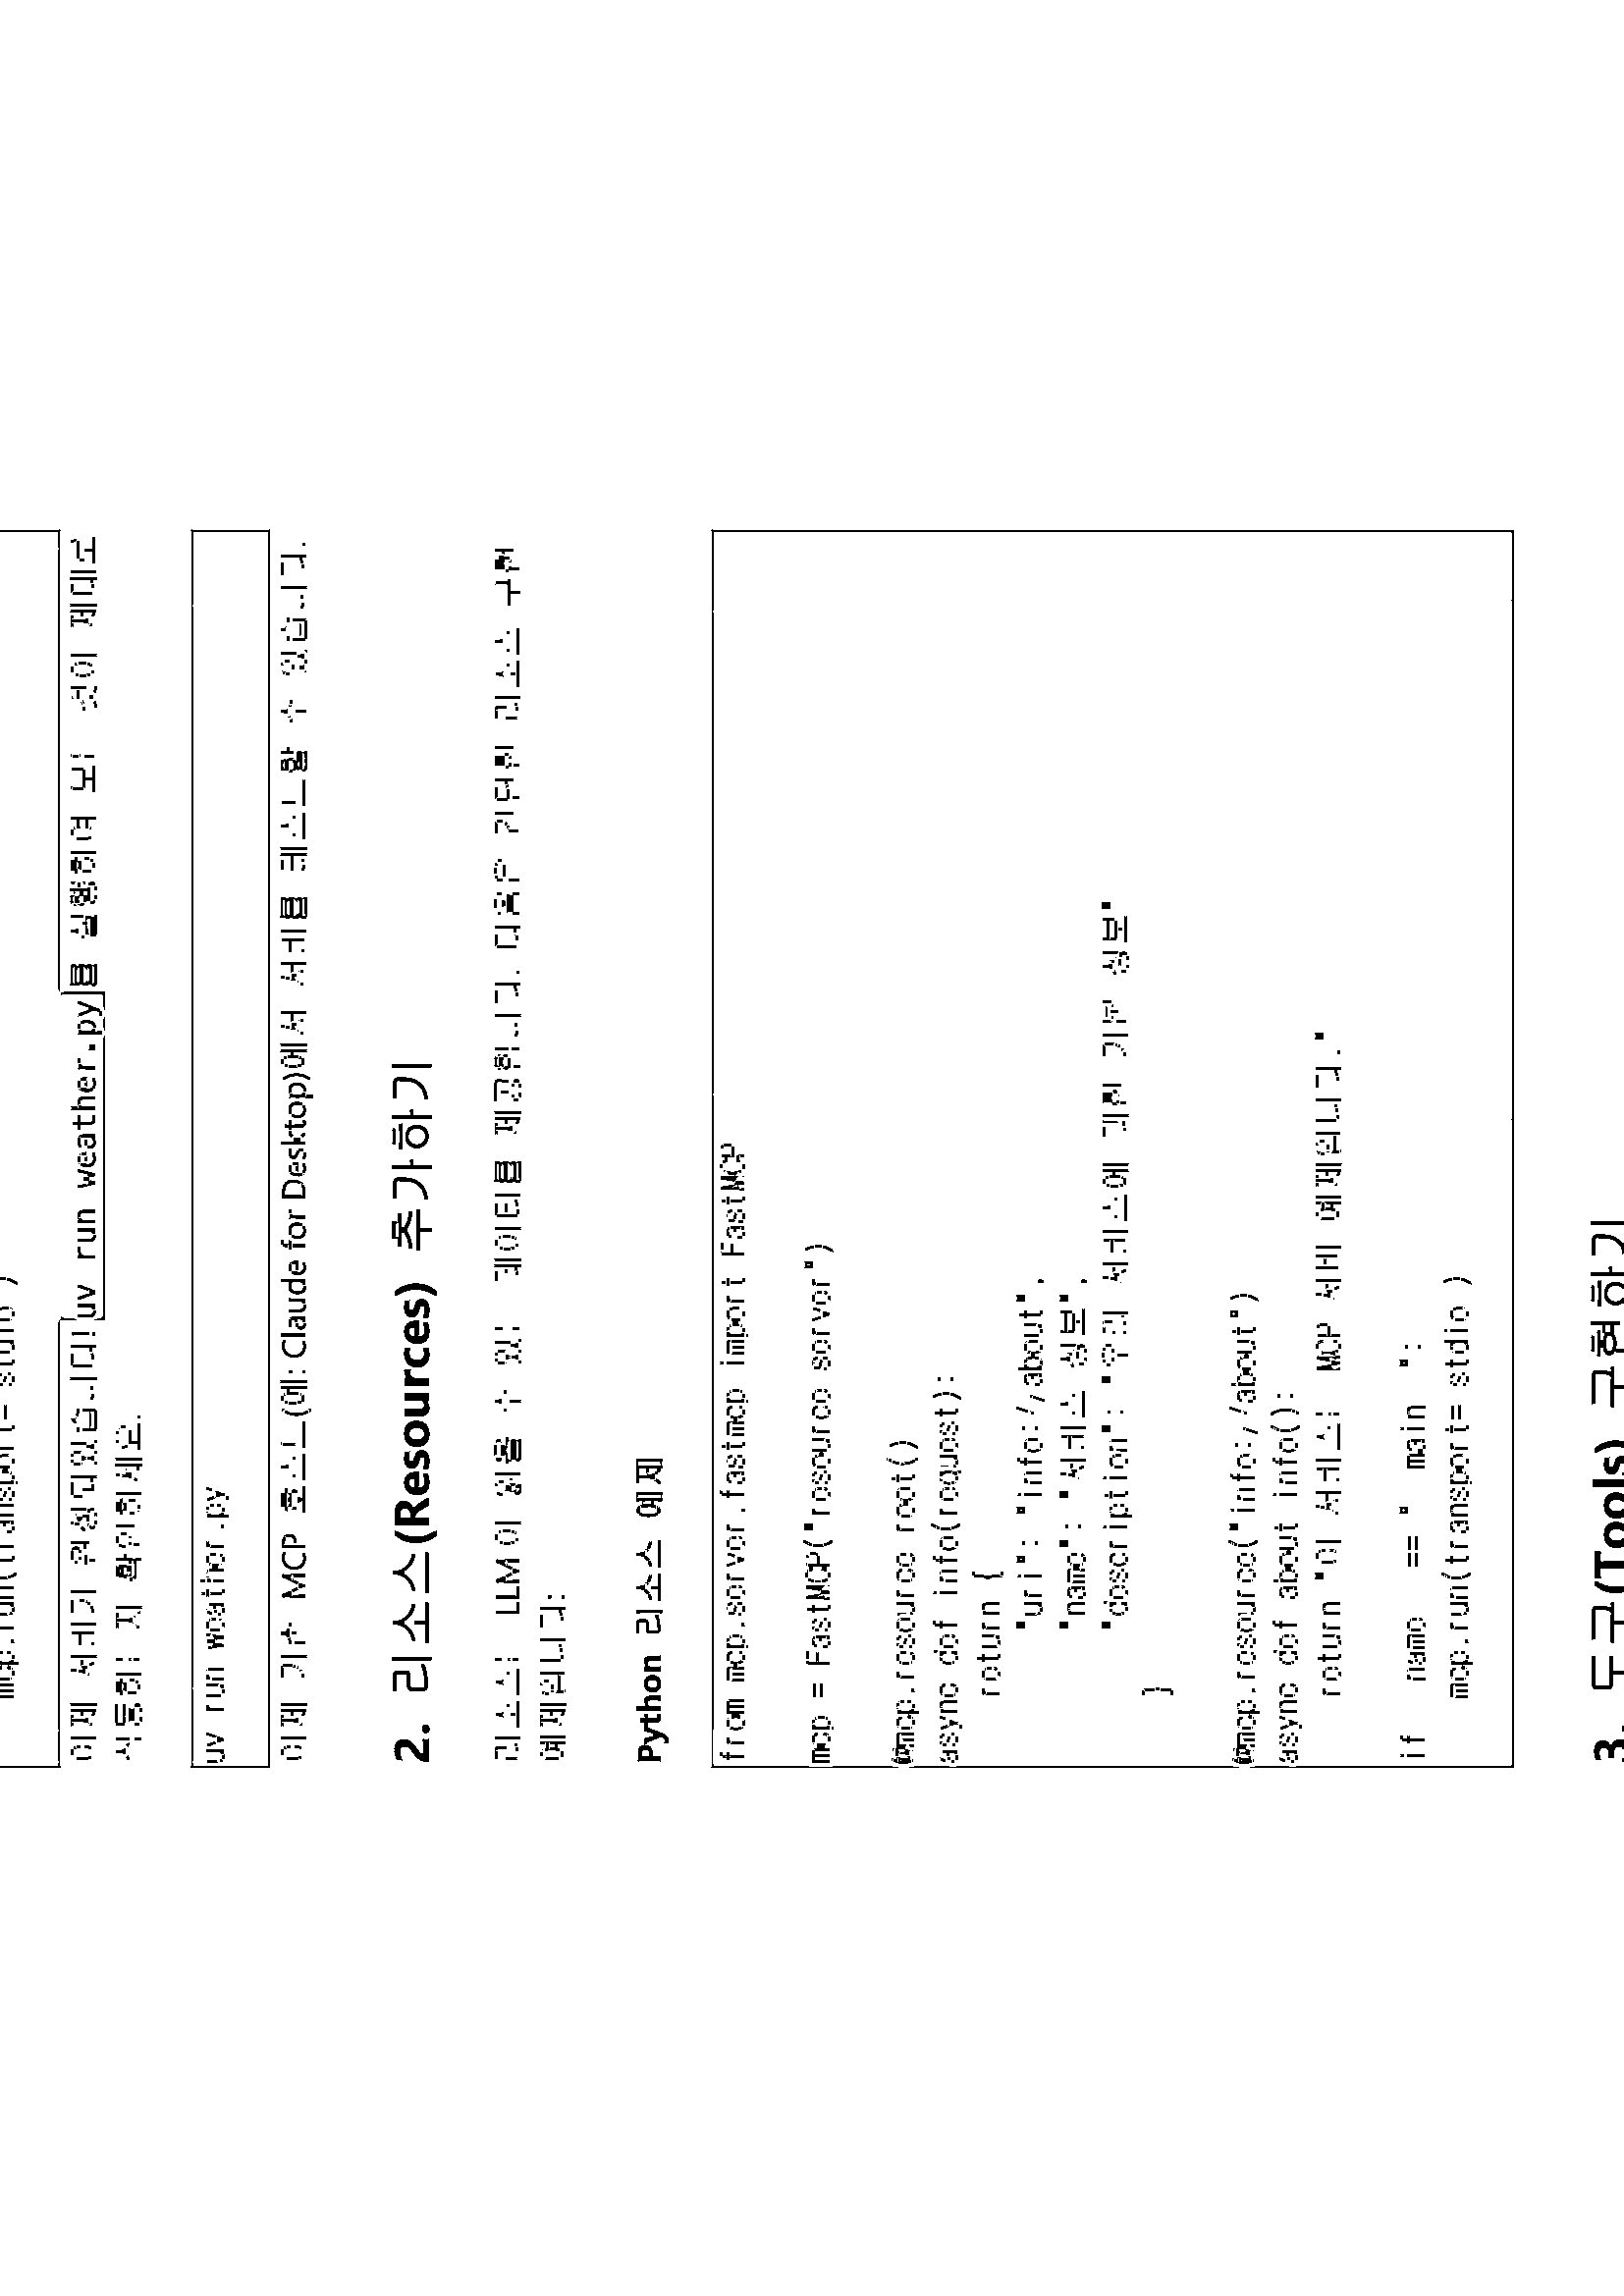 mcp.run(transport='stdio')
이제 서버가 완성되었습니다! uv run weather.py를 실행하여 모든 것이 제대로
작동하는지 확인하세요.
uv run weather.py
이제 기존 MCP 호스트(예: Claude for Desktop)에서 서버를 테스트할 수 있습니다.
2. 리소스(Resources) 추가하기
리소스는 LLM이 읽을 수 있는 데이터를 제공합니다. 다음은 간단한 리소스 구현
예제입니다:
Python 리소스 예제
from mcp.server.fastmcp import FastMCP
mcp = FastMCP("resource_server")
@mcp.resource_root()
async def info(request):
return {
"uri": "info://about",
"name": "서비스 정보",
"description": "우리 서비스에 대한 기본 정보"
}
@mcp.resource("info://about")
async def about_info():
return "이 서비스는 MCP 서버 예제입니다."
if __name__ == "__main__":
mcp.run(transport='stdio')
3. 도구(Tools) 구현하기